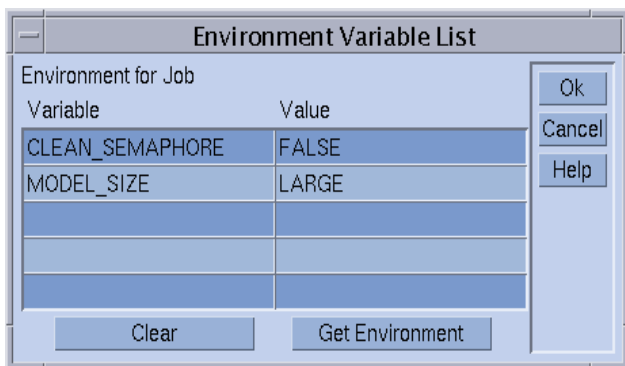 Environment Variable List
Environment for Job
Variable Value
CLEAN_SEMAPHORE FALSE
MODEL_SIZE LARGE
Clear Get Environment
Ok
Cancel
Help